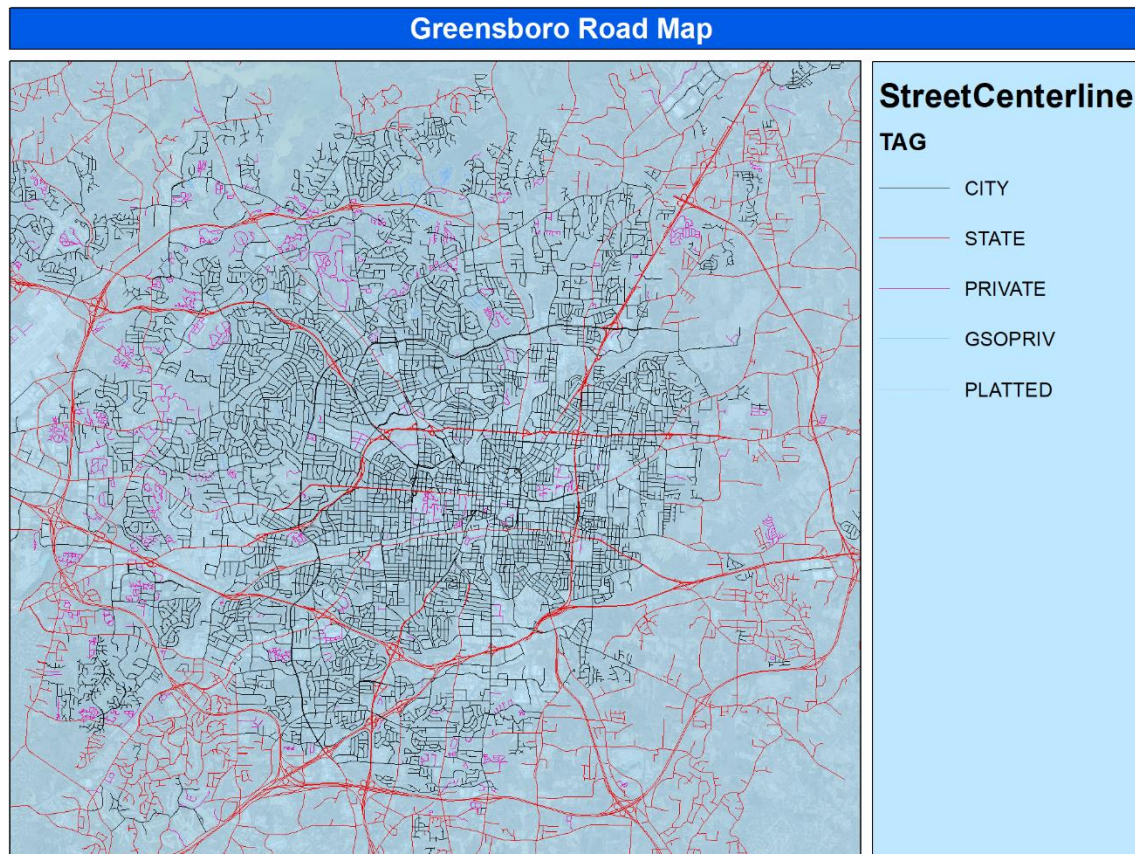 Greensboro Road Map
StreetCenterline
TAG
CITY
STATE
PRIVATE
GSOPRIV
PLATTED